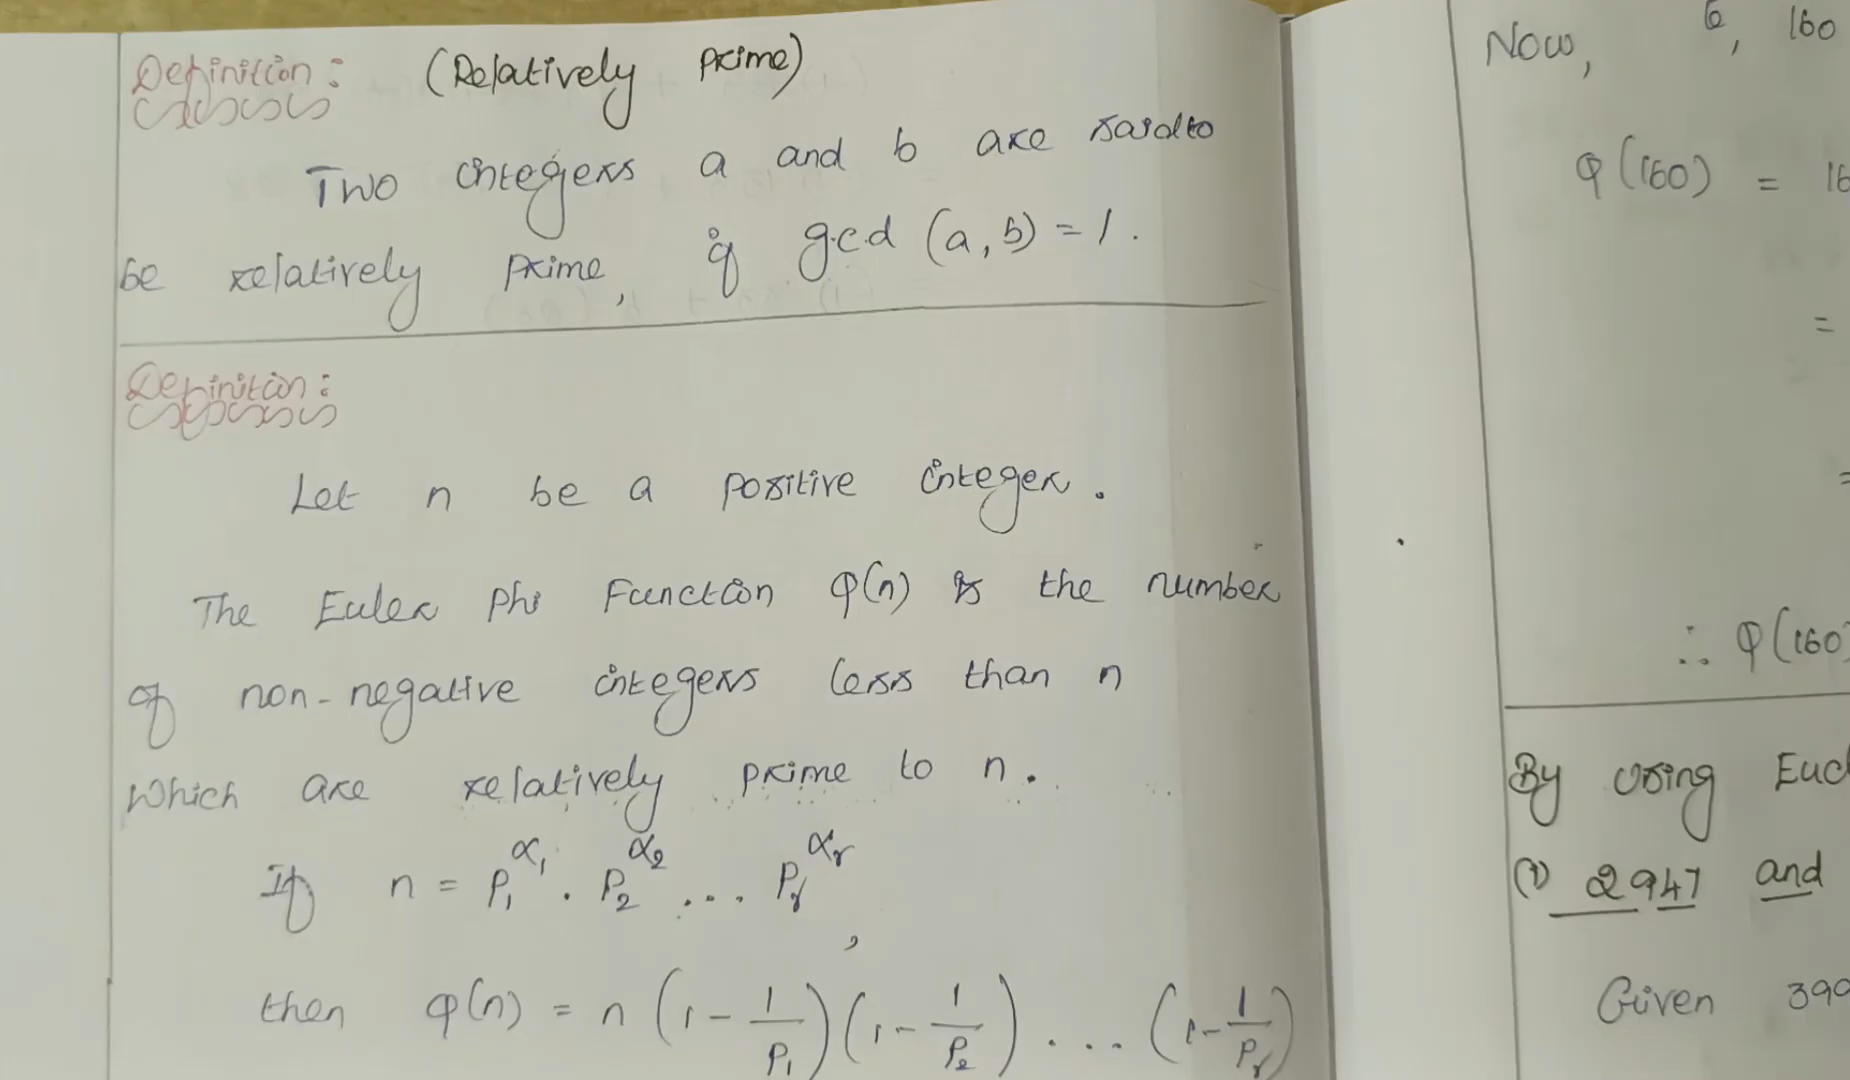 Definition: (Relatively prime)
Two integers a and b are said to
be relatively prime, if g.c.d (a, b) = 1.
Definition:
Let n be a positive integer.
The Euler phi Function φ(n) is the number
of non-negative integers less than n
which are relatively prime to n.
If n = p₁^α₁ . p₂^α₂ .... pᵣ^αᵣ,
then φ(n) = n (1 - 1/p₁) (1 - 1/p₂) .... (1 - 1/pᵣ)
Now, 160
φ(160) = 16
=
=
∴ φ(160)
By using Euc
(1) 2947 and
Given 399